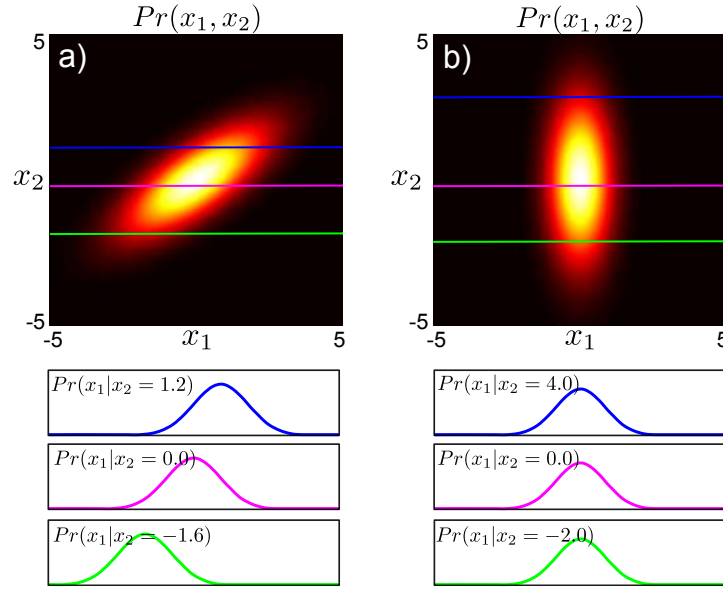 Pr(x₁, x₂)
a)
5
x₂
-5
-5
x₁
5
Pr(x₁|x₂ = 1.2)
Pr(x₁|x₂ = 0.0)
Pr(x₁|x₂ = −1.6)
Pr(x₁, x₂)
b)
5
x₂
-5
-5
x₁
5
Pr(x₁|x₂ = 4.0)
Pr(x₁|x₂ = 0.0)
Pr(x₁|x₂ = −2.0)